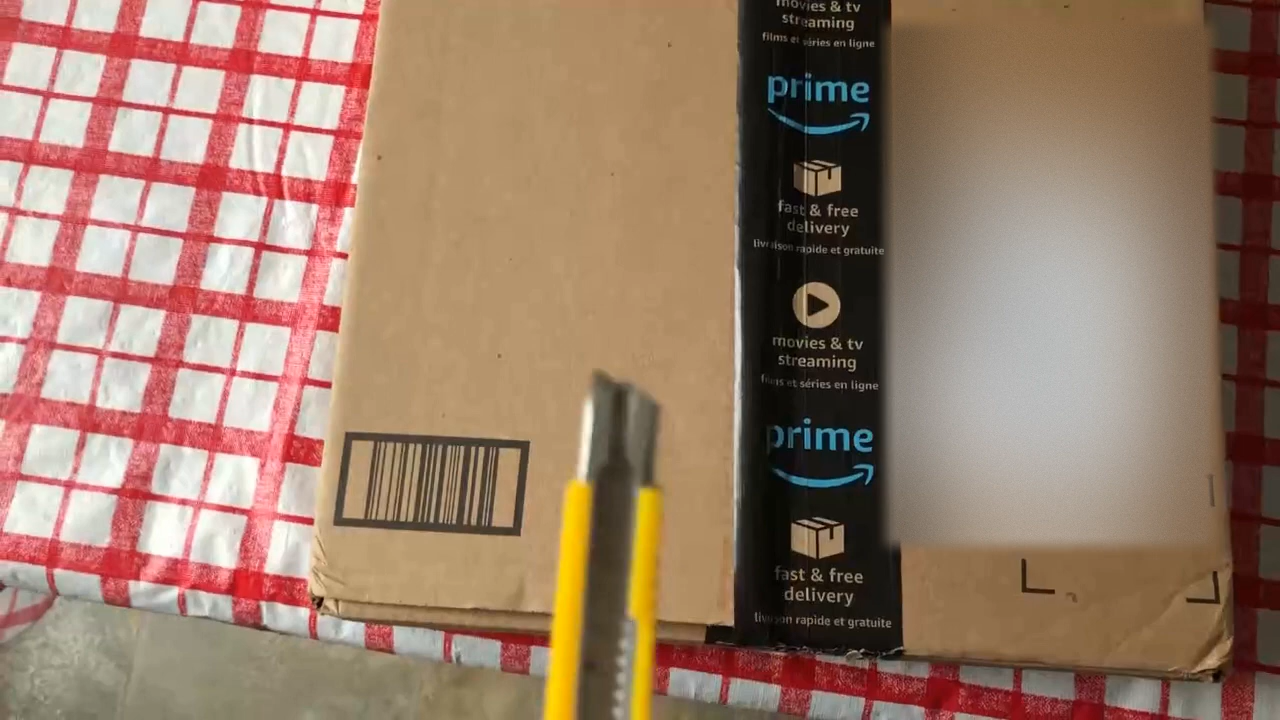 movies & tv
streaming
films et séries en ligne
prime
fast & free
delivery
livraison rapide et gratuite
movies & tv
streaming
films et séries en ligne
prime
fast & free
delivery
livraison rapide et gratuite